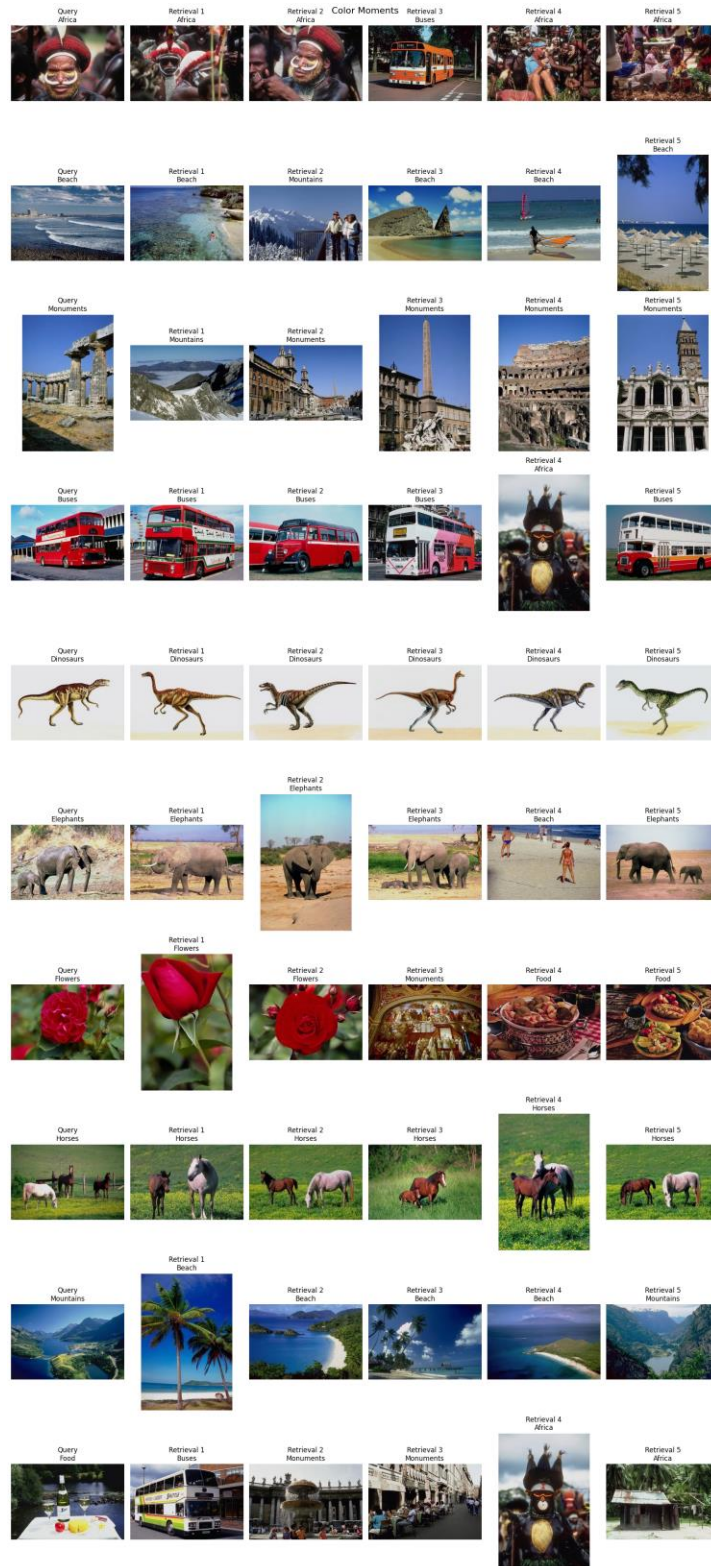 Color Moments
Query
Africa
Retrieval 1
Africa
Retrieval 2
Africa
Retrieval 3
Buses
Retrieval 4
Africa
Retrieval 5
Africa
Query
Beach
Retrieval 1
Beach
Retrieval 2
Mountains
Retrieval 3
Beach
Retrieval 4
Beach
Retrieval 5
Beach
Query
Monuments
Retrieval 1
Mountains
Retrieval 2
Monuments
Retrieval 3
Monuments
Retrieval 4
Monuments
Retrieval 5
Monuments
Query
Buses
Retrieval 1
Buses
Retrieval 2
Buses
Retrieval 3
Buses
Retrieval 4
Africa
Retrieval 5
Buses
Query
Dinosaurs
Retrieval 1
Dinosaurs
Retrieval 2
Dinosaurs
Retrieval 3
Dinosaurs
Retrieval 4
Dinosaurs
Retrieval 5
Dinosaurs
Query
Elephants
Retrieval 1
Elephants
Retrieval 2
Elephants
Retrieval 3
Elephants
Retrieval 4
Beach
Retrieval 5
Elephants
Query
Flowers
Retrieval 1
Flowers
Retrieval 2
Flowers
Retrieval 3
Monuments
Retrieval 4
Food
Retrieval 5
Food
Query
Horses
Retrieval 1
Horses
Retrieval 2
Horses
Retrieval 3
Horses
Retrieval 4
Horses
Retrieval 5
Horses
Query
Mountains
Retrieval 1
Beach
Retrieval 2
Beach
Retrieval 3
Beach
Retrieval 4
Beach
Retrieval 5
Mountains
Query
Food
Retrieval 1
Buses
Retrieval 2
Monuments
Retrieval 3
Monuments
Retrieval 4
Africa
Retrieval 5
Africa